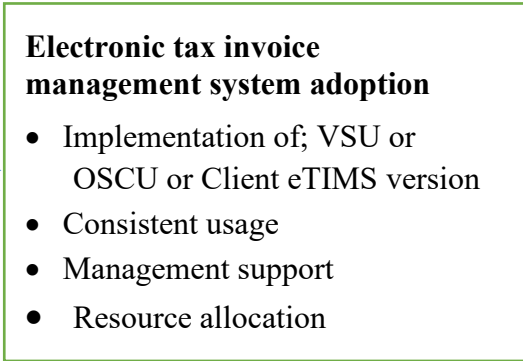 Electronic tax invoice
management system adoption
• Implementation of; VSU or
OSCU or Client eTIMS version
• Consistent usage
• Management support
• Resource allocation